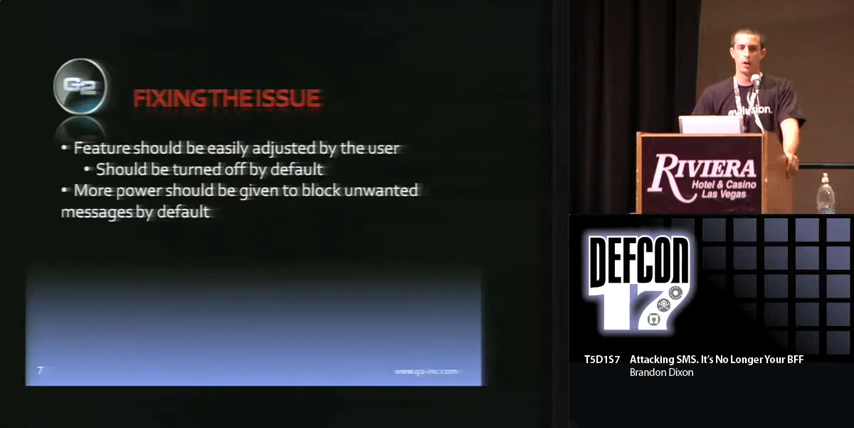 G2
FIXING THE ISSUE
• Feature should be easily adjusted by the user
• Should be turned off by default
• More power should be given to block unwanted
messages by default
7
www.g2-inc.com
RIVIERA
Hotel & Casino
Las Vegas
DEFCON
17
T5D1S7 Attacking SMS. It's No Longer Your BFF
Brandon Dixon